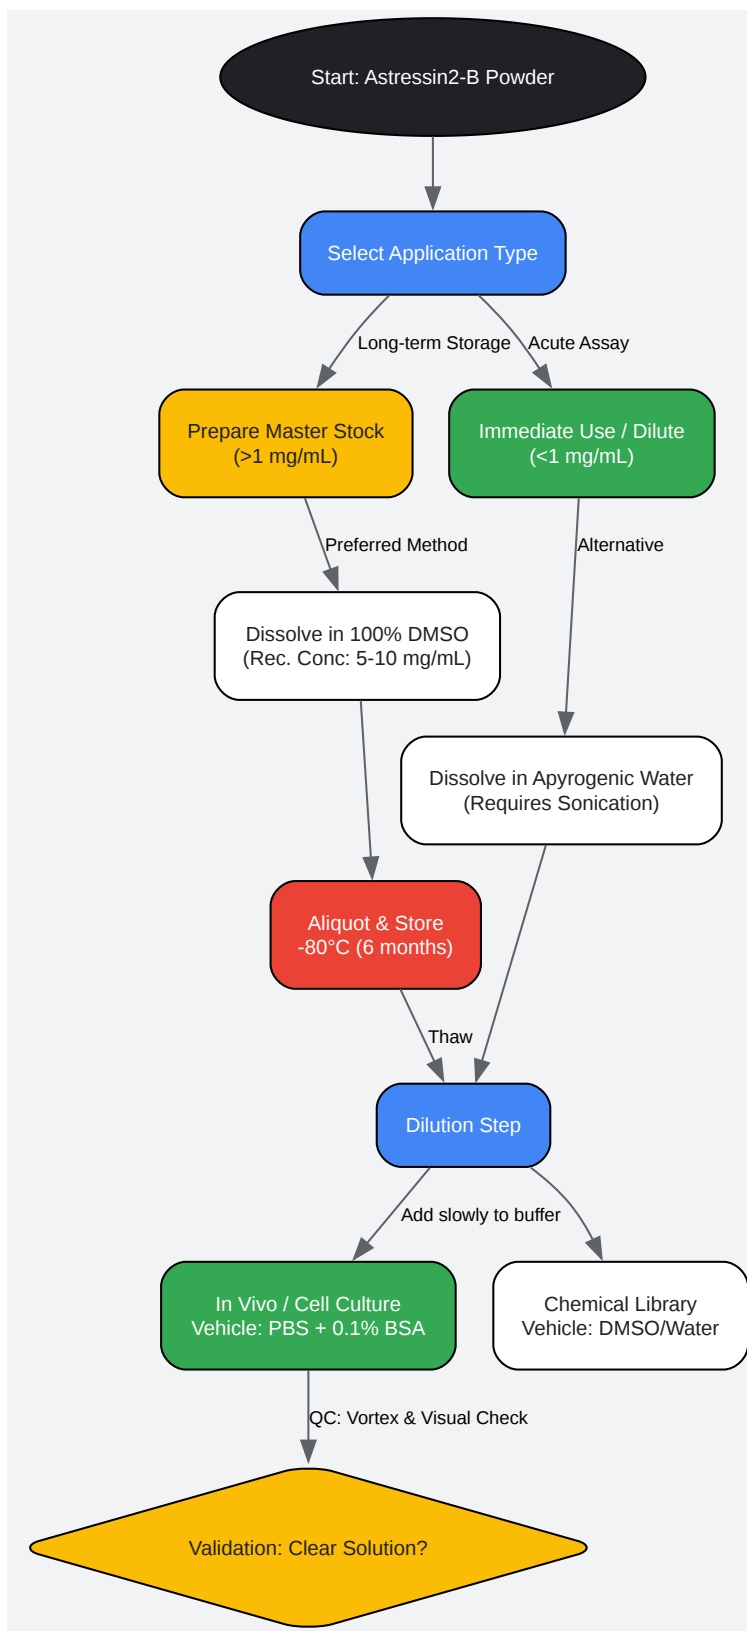 Start: Astressin2-B Powder
Select Application Type
Long-term Storage
Acute Assay
Prepare Master Stock
(>1 mg/mL)
Immediate Use / Dilute
(<1 mg/mL)
Preferred Method
Alternative
Dissolve in 100% DMSO
(Rec. Conc: 5-10 mg/mL)
Dissolve in Apyrogenic Water
(Requires Sonication)
Aliquot & Store
-80°C (6 months)
Thaw
Dilution Step
Add slowly to buffer
In Vivo / Cell Culture
Vehicle: PBS + 0.1% BSA
Chemical Library
Vehicle: DMSO/Water
QC: Vortex & Visual Check
Validation: Clear Solution?